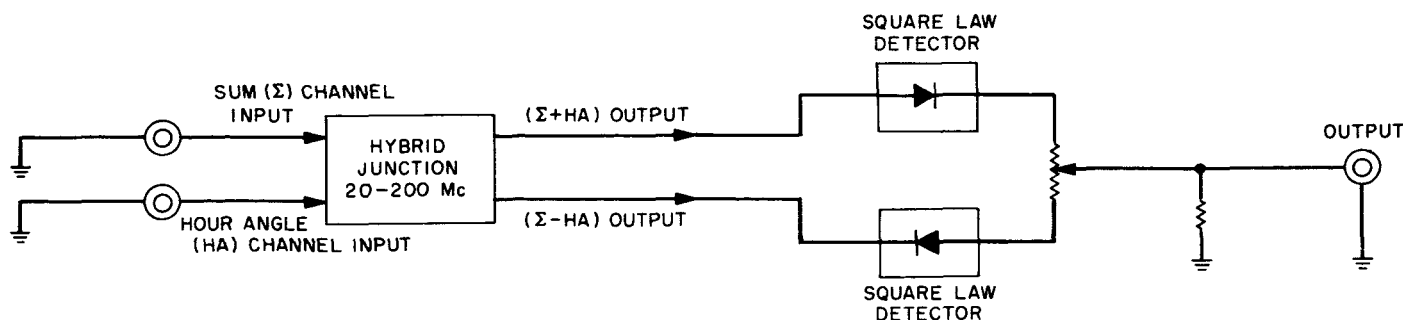 SQUARE LAW
DETECTOR
SUM (Σ) CHANNEL
INPUT
(Σ+HA) OUTPUT
OUTPUT
HYBRID
JUNCTION
20-200 Mc
HOUR ANGLE
(HA) CHANNEL INPUT
(Σ-HA) OUTPUT
SQUARE LAW
DETECTOR